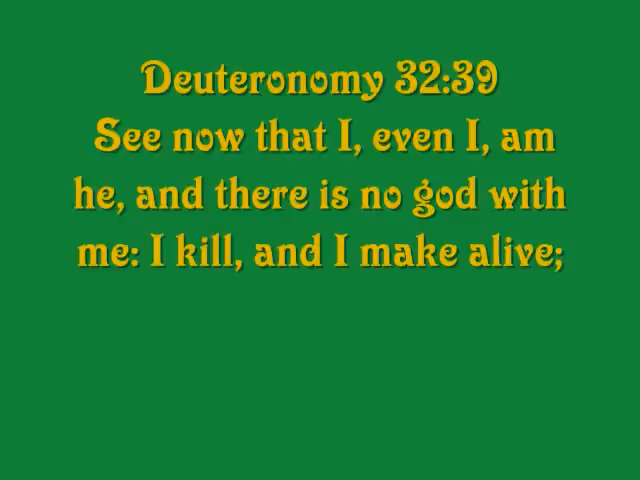 Deuteronomy 32:39
See now that I, even I, am
he, and there is no god with
me: I kill, and I make alive;